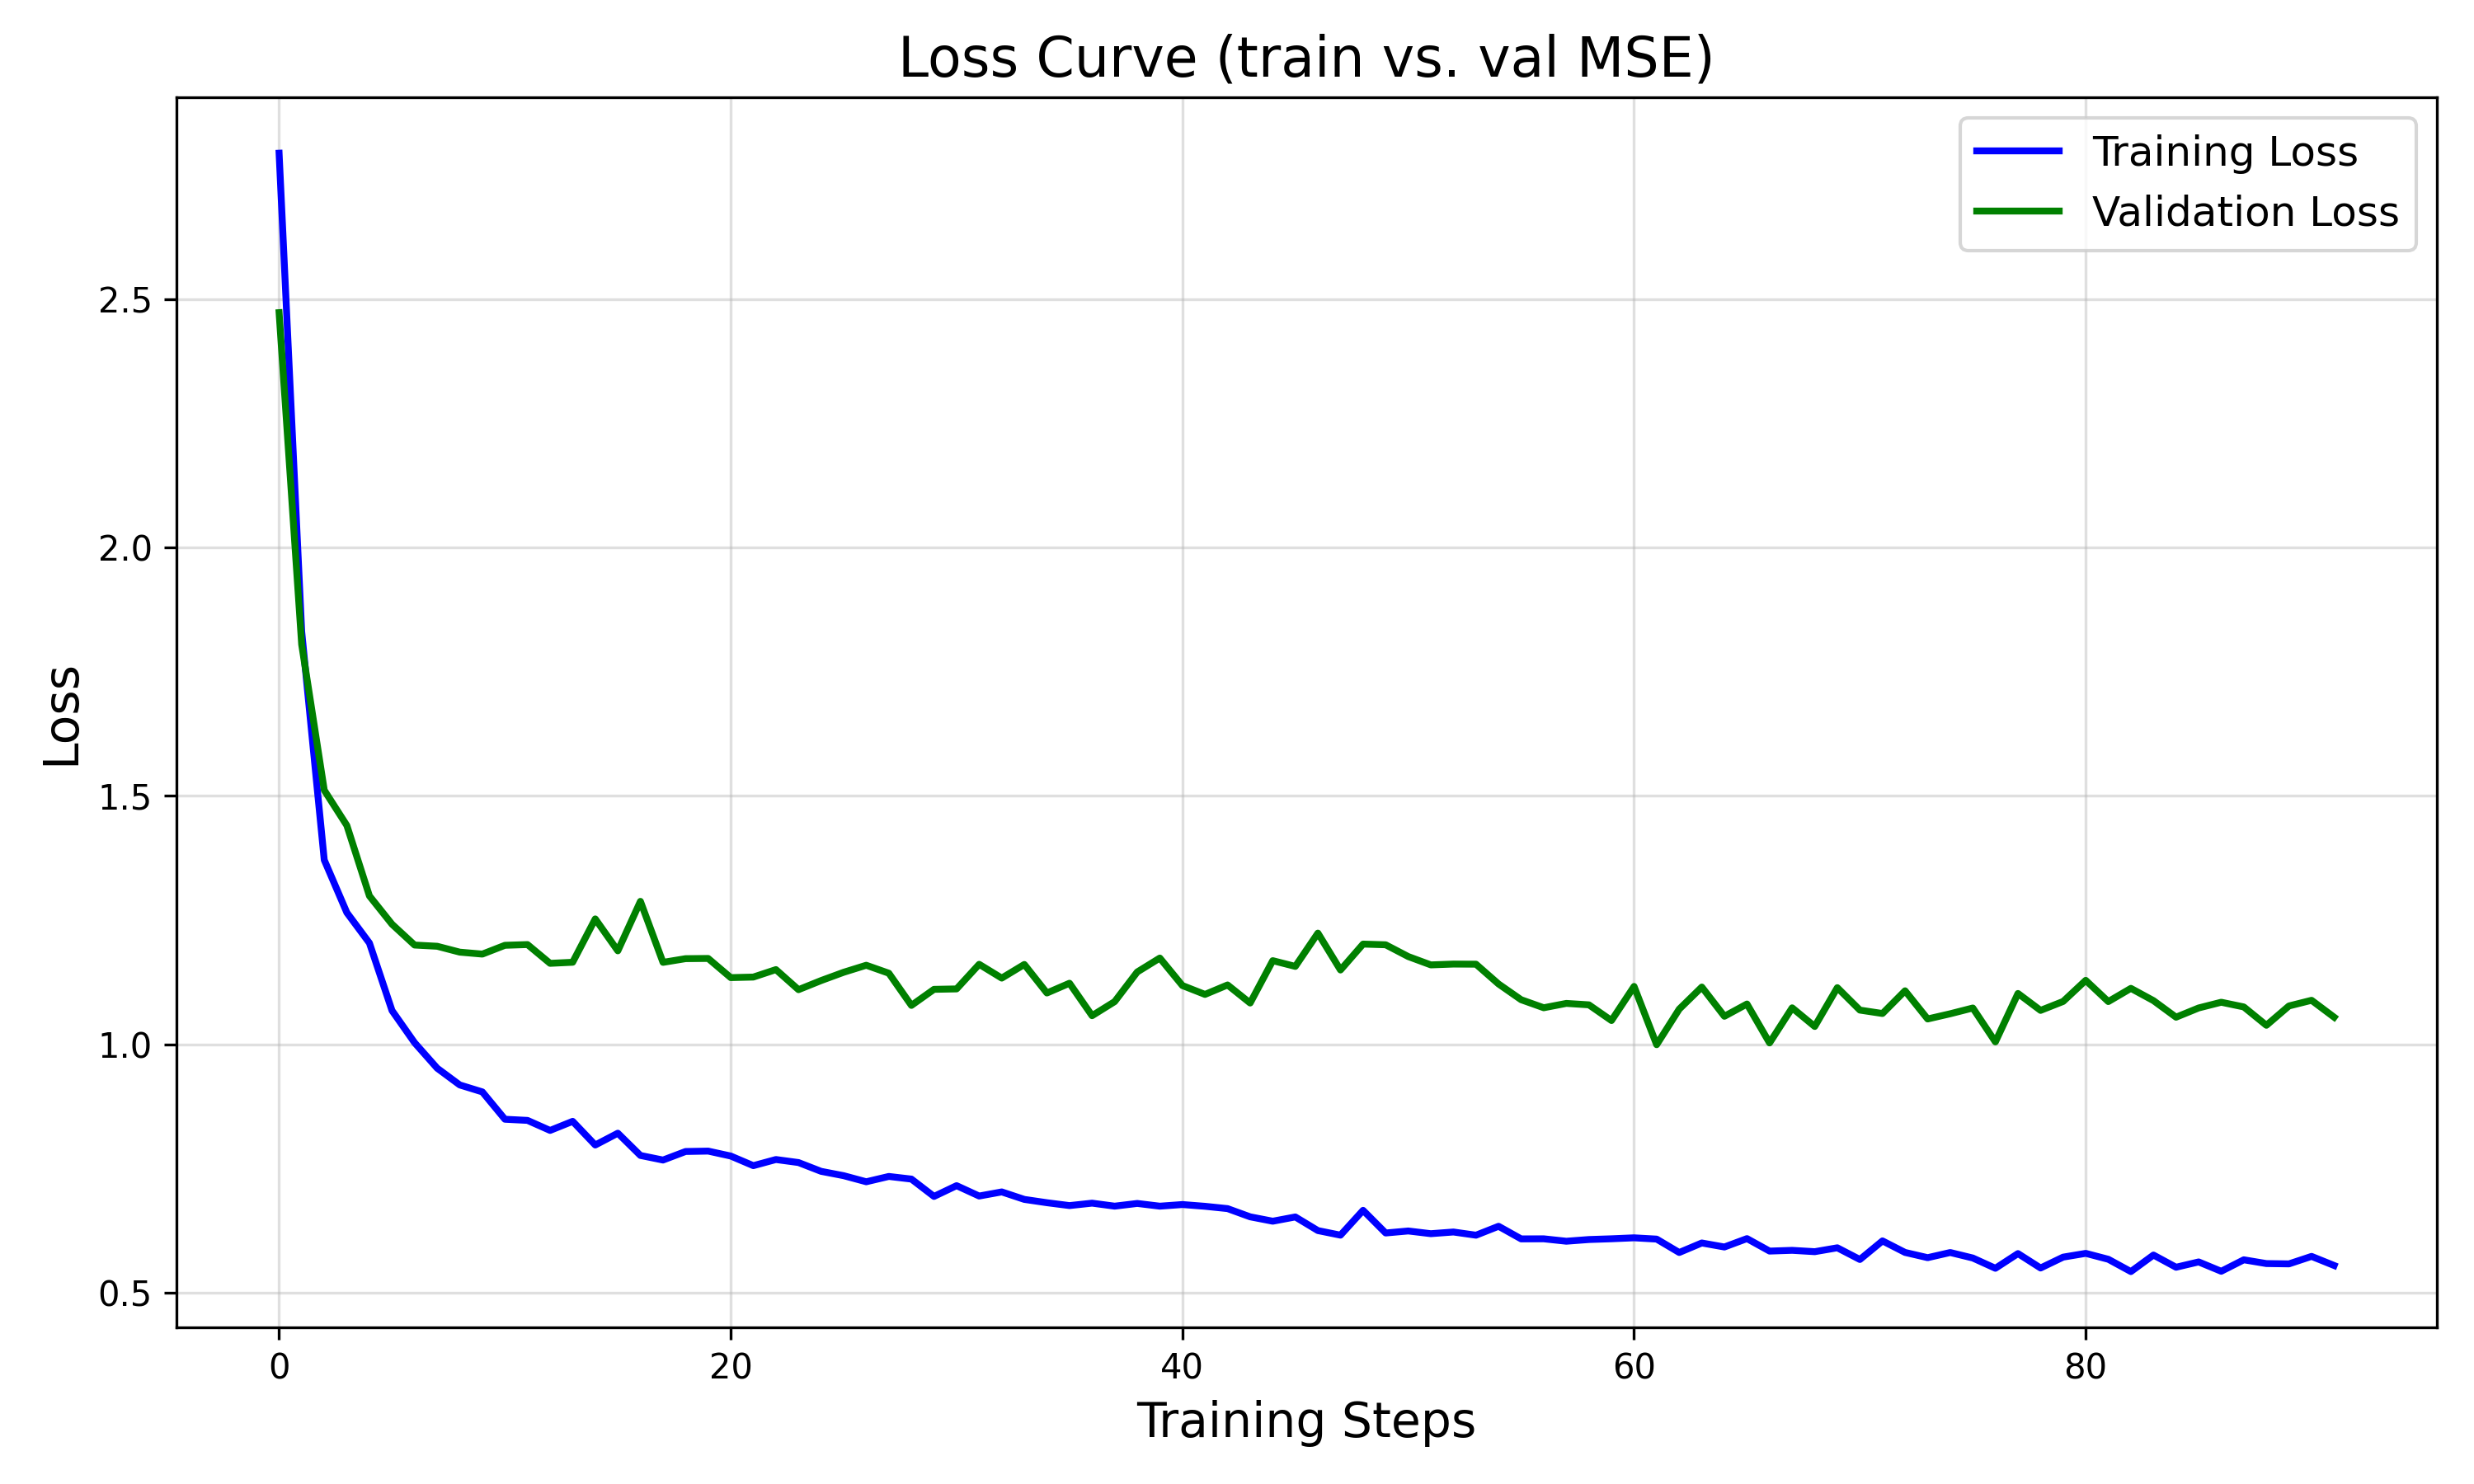 Loss Curve (train vs. val MSE)
Training Loss
Validation Loss
2.5
2.0
1.5
1.0
0.5
Loss
0 20 40 60 80
Training Steps